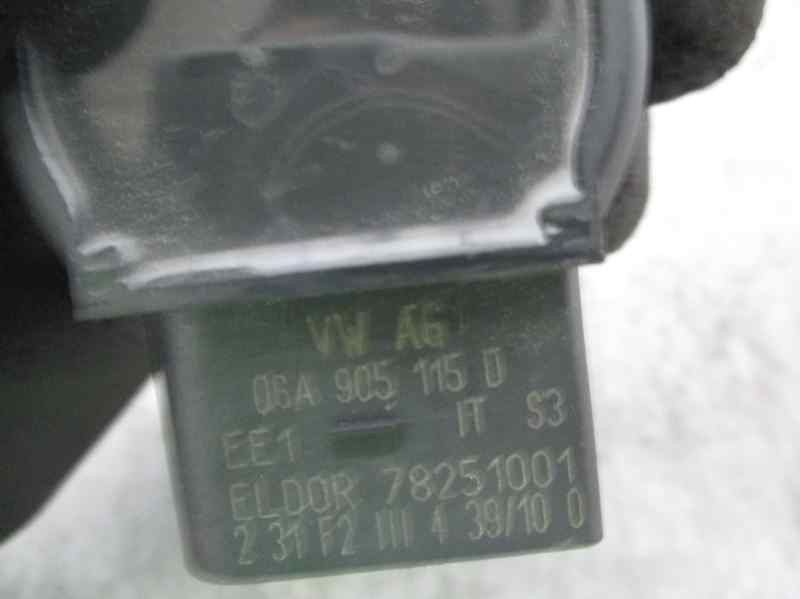 VW AG
06A 905 115 D
EE1 IT S3
ELDOR 78251001
2 31 F2 III 4 39/10 0